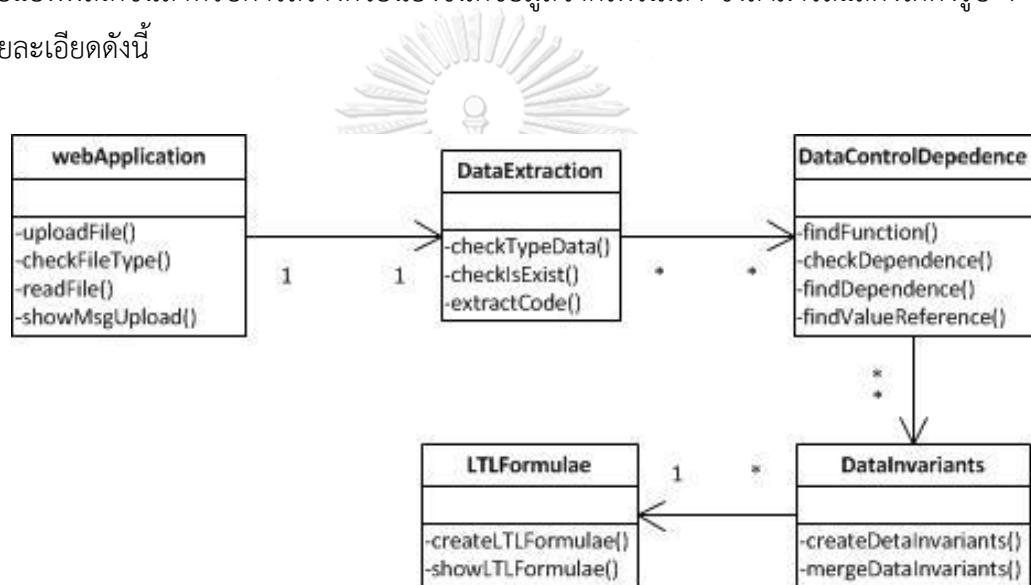 ยละเอียดดังนี้
webApplication
-uploadFile()
-checkFileType()
-readFile()
-showMsgUpload()
1 1
DataExtraction
-checkTypeData()
-checkIsExist()
-extractCode()
* *
DataControlDepedence
-findFunction()
-checkDependence()
-findDependence()
-findValueReference()
*
*
LTLFormulae
-createLTLFormulae()
-showLTLFormulae()
1 *
DataInvariants
-createDetaInvariants()
-mergeDataInvariants()